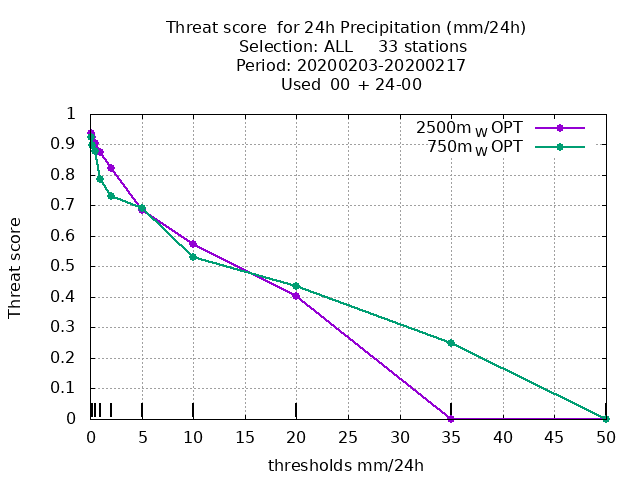 Threat score  for 24h Precipitation (mm/24h)
Selection: ALL     33 stations
Period: 20200203-20200217
Used  00 + 24-00
2500m W OPT
750m W OPT
1
0.9
0.8
0.7
0.6
0.5
0.4
0.3
0.2
0.1
0
Threat score
0 5 10 15 20 25 30 35 40 45 50
thresholds mm/24h